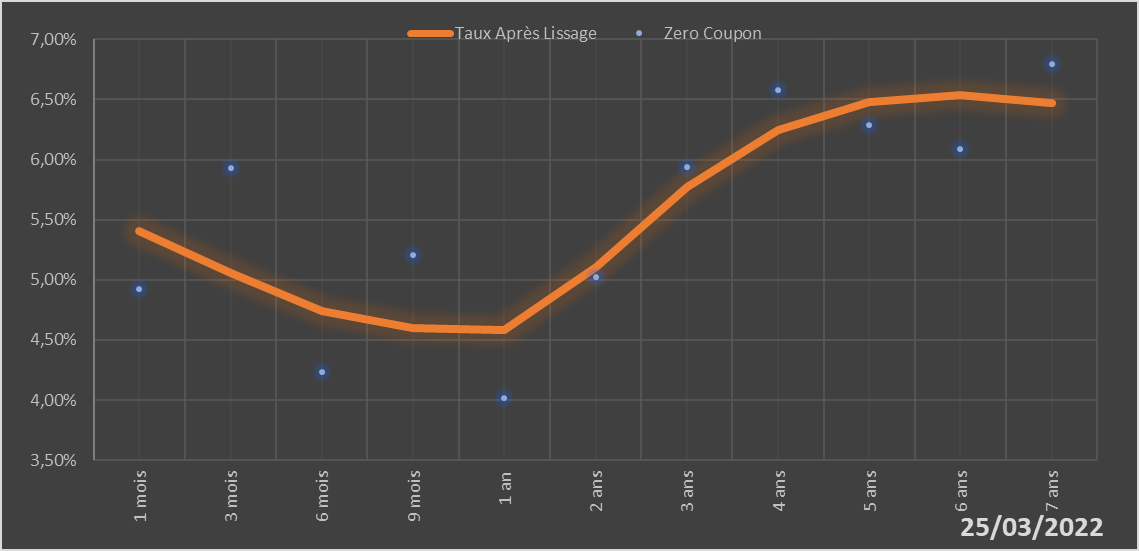 Taux Après Lissage Zero Coupon
7,00%
6,50%
6,00%
5,50%
5,00%
4,50%
4,00%
3,50%
1 mois
3 mois
6 mois
9 mois
1 an
2 ans
3 ans
4 ans
5 ans
6 ans
7 ans
25/03/2022